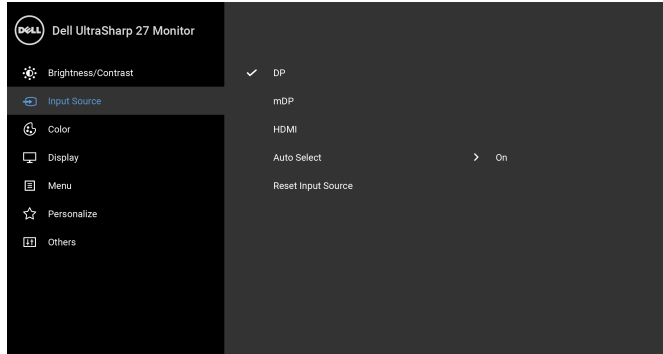 DELL Dell UltraSharp 27 Monitor
Brightness/Contrast
Input Source
Color
Display
Menu
Personalize
Others
DP
mDP
HDMI
Auto Select On
Reset Input Source